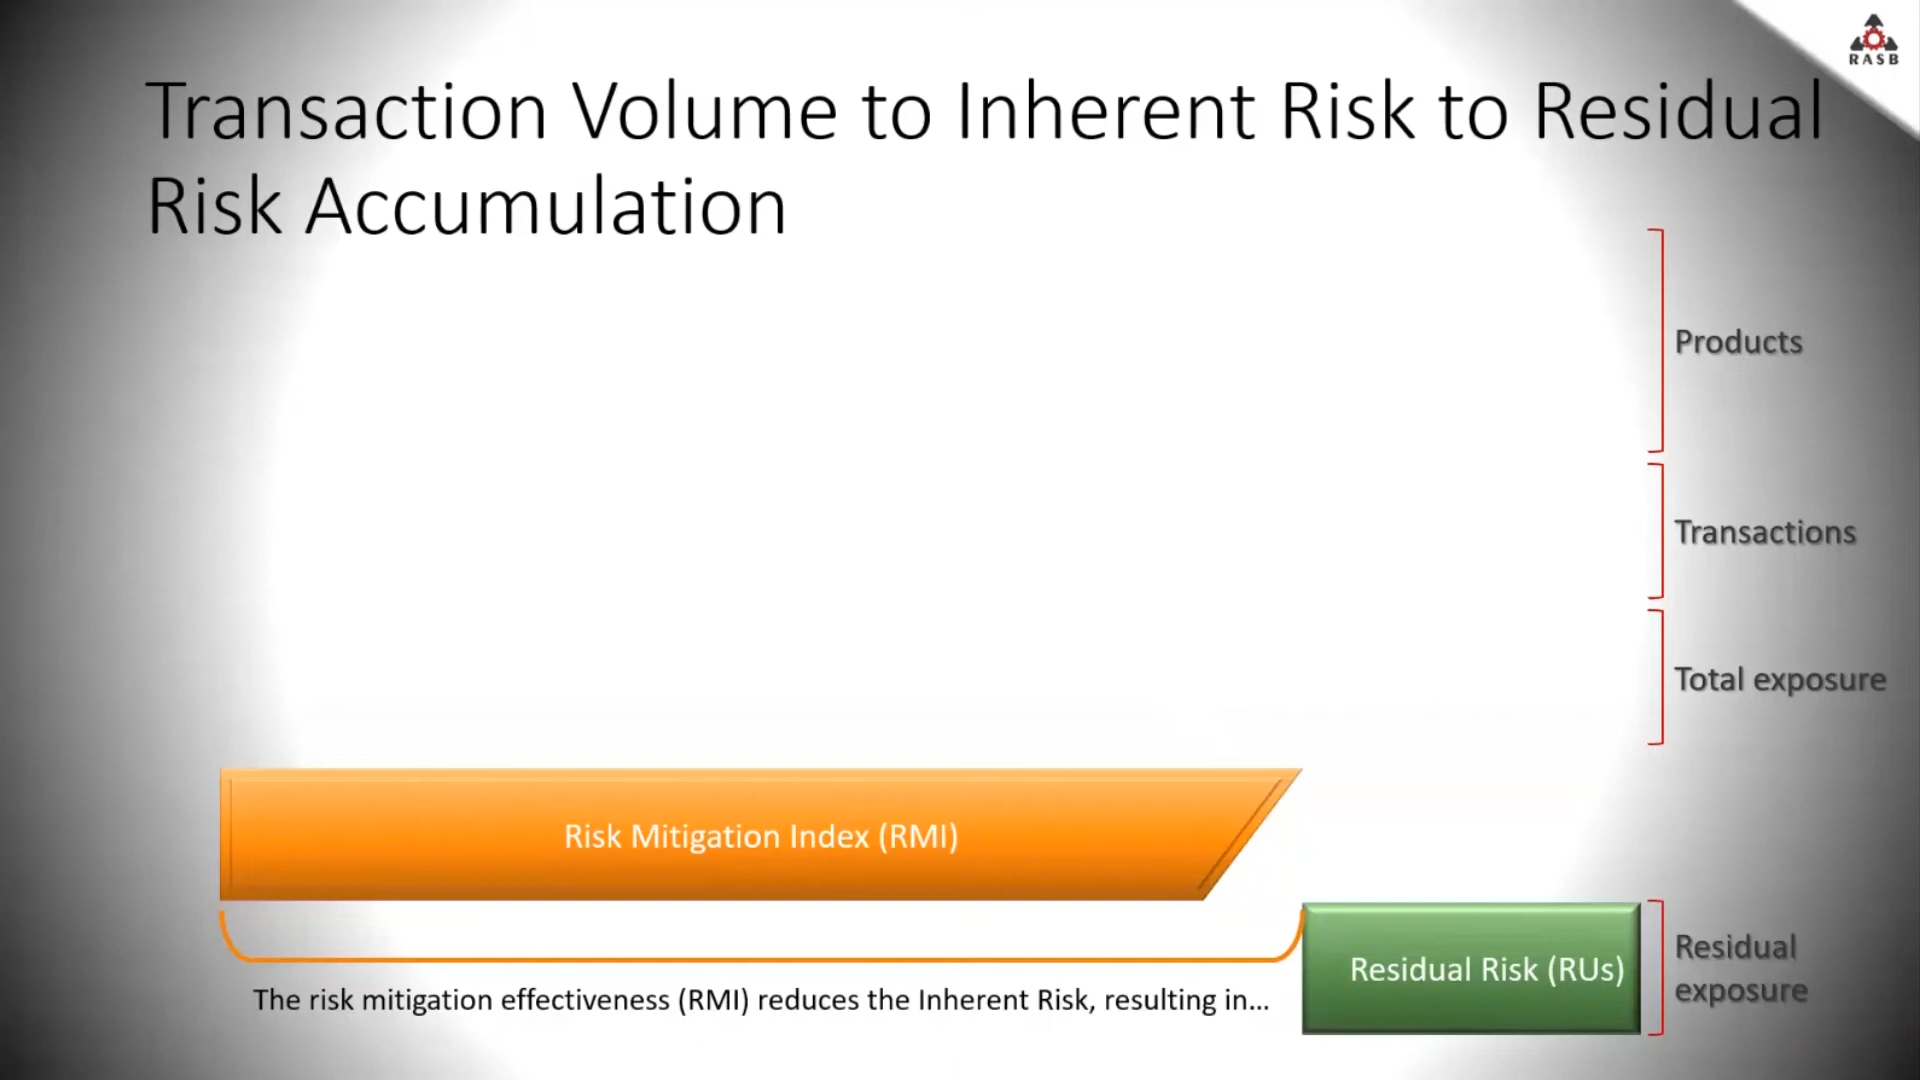 RASB
Transaction Volume to Inherent Risk to Residual
Risk Accumulation
Products
Transactions
Total exposure
Risk Mitigation Index (RMI)
The risk mitigation effectiveness (RMI) reduces the Inherent Risk, resulting in...
Residual Risk (RUs)
Residual
exposure